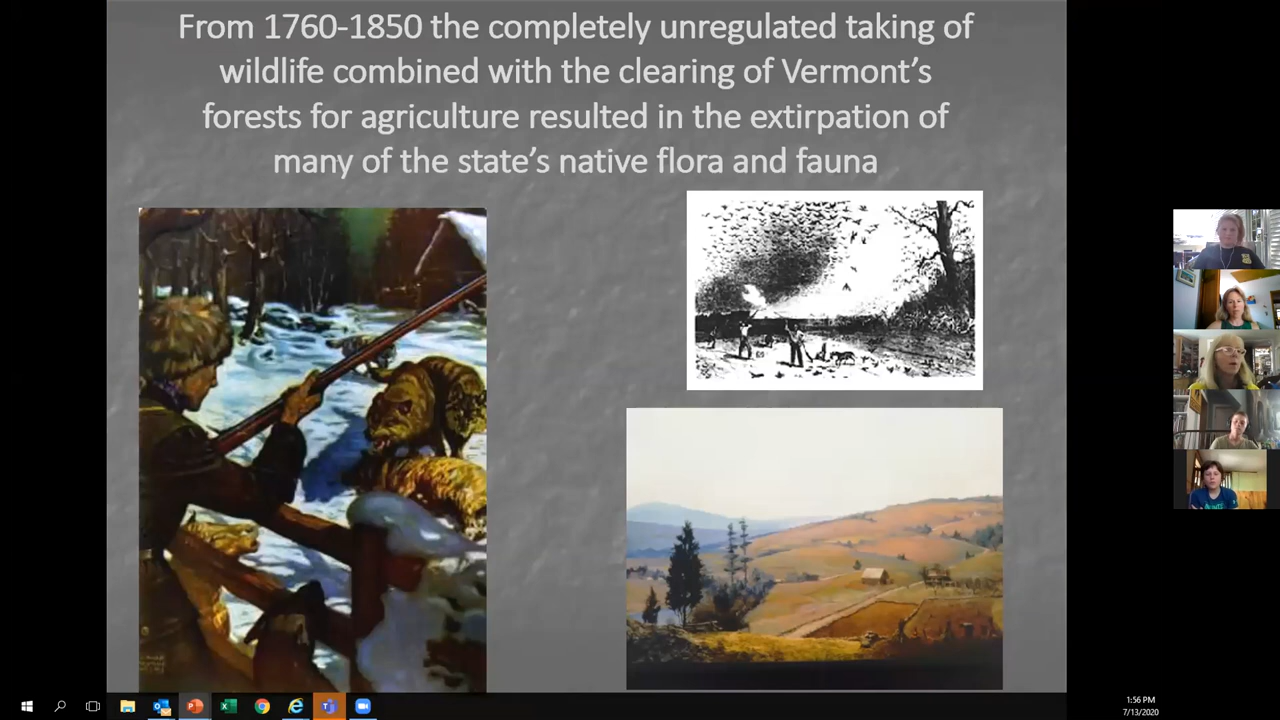 From 1760-1850 the completely unregulated taking of
wildlife combined with the clearing of Vermont's
forests for agriculture resulted in the extirpation of
many of the state's native flora and fauna
1:56 PM
7/13/2020